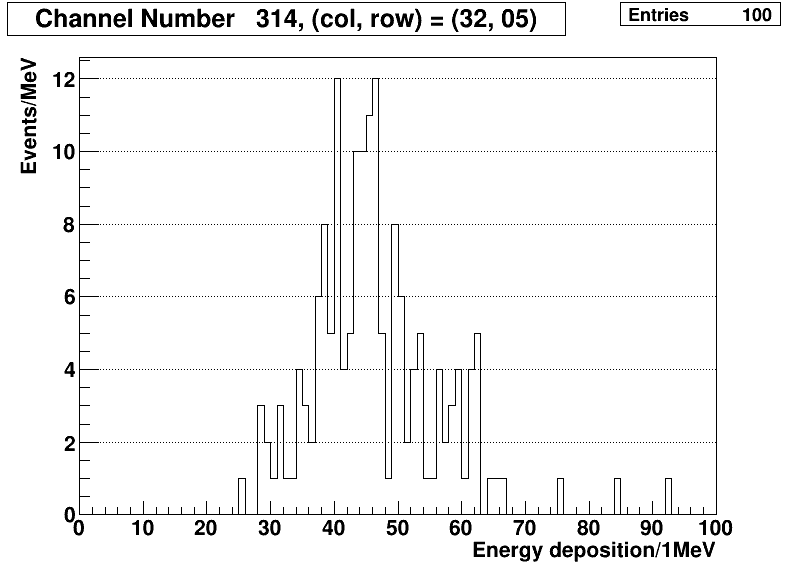 Channel Number 314, (col, row) = (32, 05)
Entries 100
Events/MeV
12
10
8
6
4
2
0
0 10 20 30 40 50 60 70 80 90 100
Energy deposition/1MeV